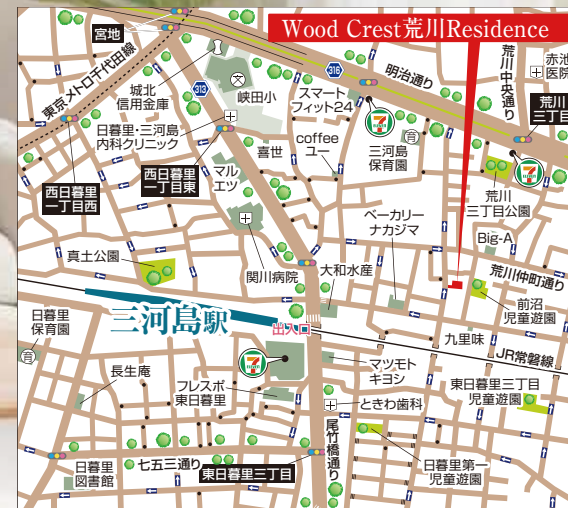 Wood Crest荒川Residence
宮地
東京メトロ千代田線
城北
信用金庫
313
文
峡田小
316
明治通り
スマート
フィット24
荒川
中央通り
赤池
医院
荒川
三丁目
日暮里・三河島
内科クリニック
喜世
coffee
ユー
7
ELEVEN
育
三河島
保育園
7
ELEVEN
西日暮里
一丁目西
西日暮里
一丁目東
マル
エツ
荒川
三丁目公園
ベーカリー
ナカジマ
Big-A
真土公園
関川病院
大和水産
荒川仲町通り
前沼
児童遊園
三河島駅
出入口
日暮里
保育園
育
九里味
JR常磐線
長生庵
7
ELEVEN
マツモト
キヨシ
フレスポ
東日暮里
東日暮里三丁目
児童遊園
ときわ歯科
尾竹橋通り
日暮里
図書館
七五三通り
東日暮里三丁目
日暮里第一
児童遊園